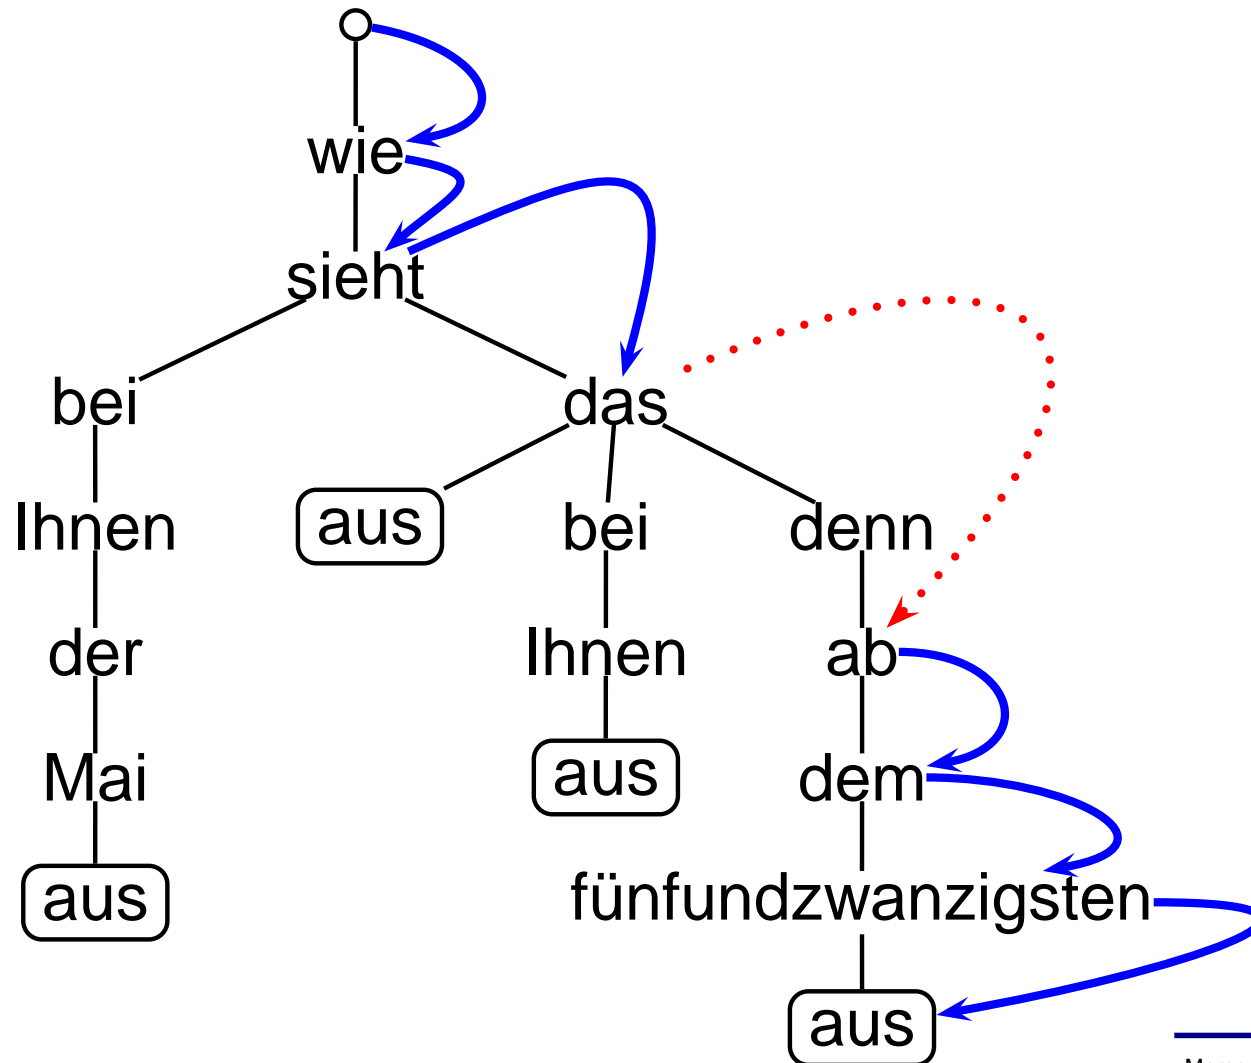 wie
sieht
bei das
Ihnen aus bei denn
der Ihnen ab
Mai aus dem
aus fünfundzwanzigsten
aus